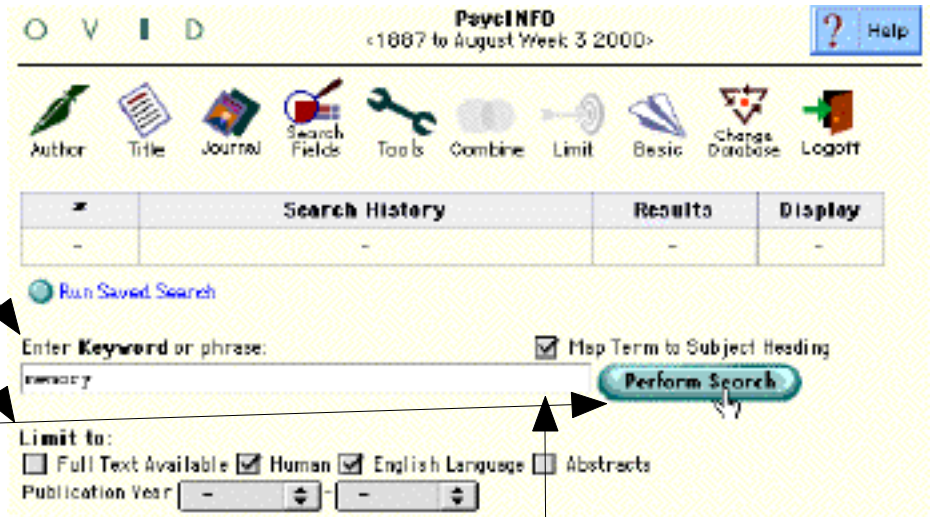 O V I D
PsycINFO
<1887 to August Week 3 2000>
? Help
Author Title Journal Search Fields Tools Combine Limit Basic Change Database Logoff
# Search History Results Display
- - - -
Run Saved Search
Enter Keyword or phrase:
Map Term to Subject Heading
memory
Perform Search
Limit to:
Full Text Available Human English Language Abstracts
Publication Year - - -